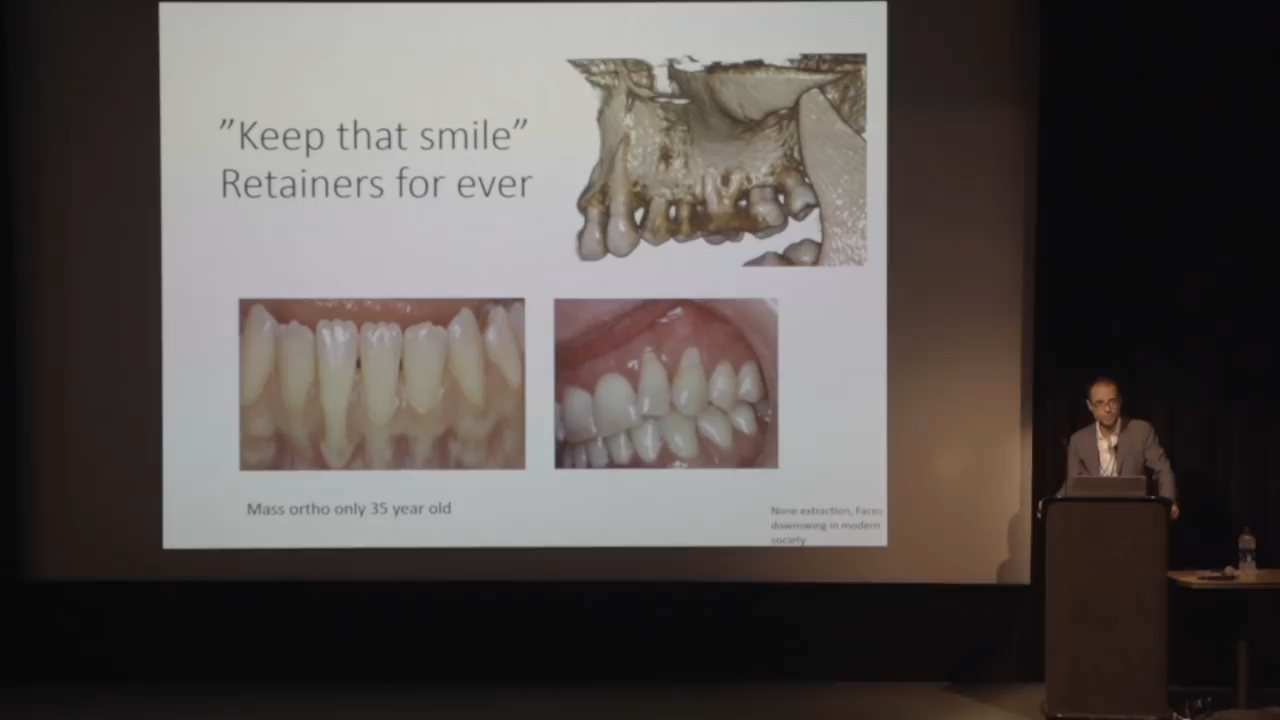 ”Keep that smile”
Retainers for ever
Mass ortho only 35 year old
None extraction, Faces
downswing in modern
society